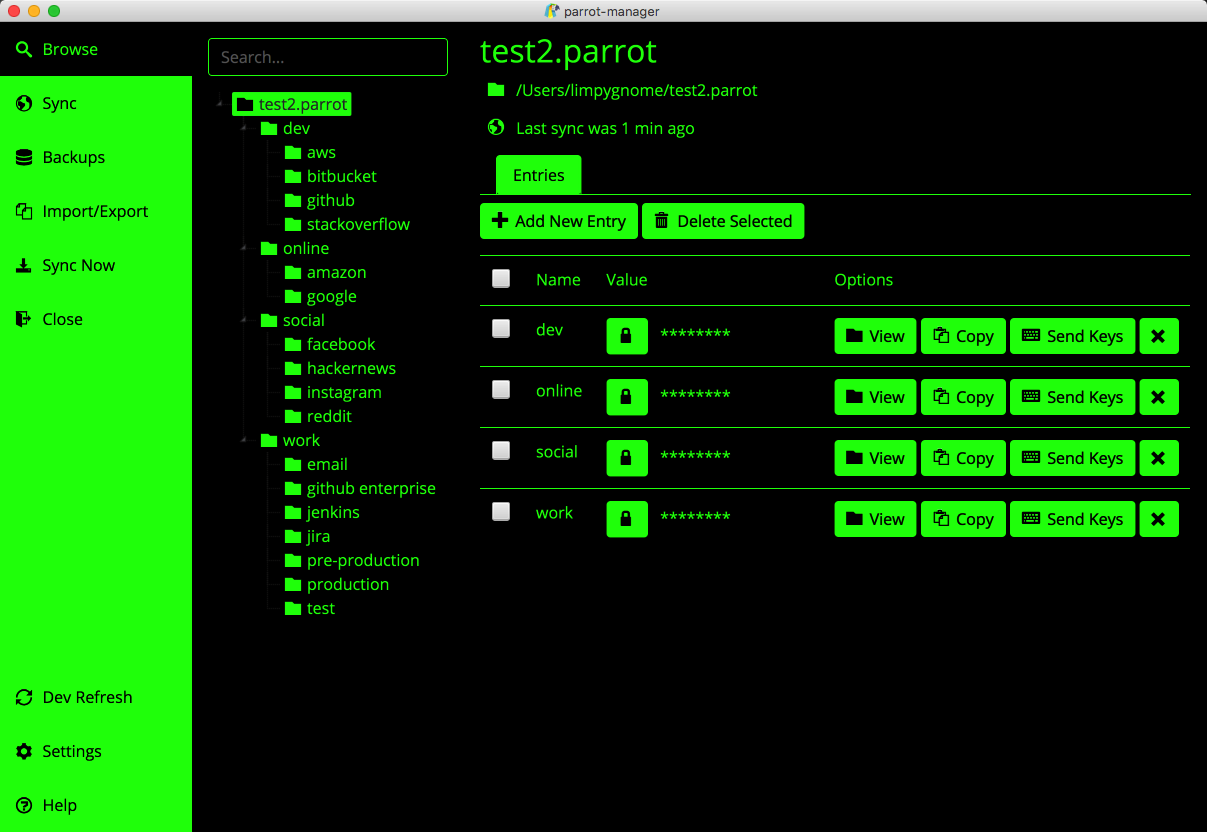 parrot-manager
Browse
Sync
Backups
Import/Export
Sync Now
Close
Dev Refresh
Settings
Help
Search...
test2.parrot
dev
aws
bitbucket
github
stackoverflow
online
amazon
google
social
facebook
hackernews
instagram
reddit
work
email
github enterprise
jenkins
jira
pre-production
production
test
test2.parrot
/Users/limpygnome/test2.parrot
Last sync was 1 min ago
Entries
Add New Entry Delete Selected
Name Value Options
dev ******** View Copy Send Keys
online ******** View Copy Send Keys
social ******** View Copy Send Keys
work ******** View Copy Send Keys